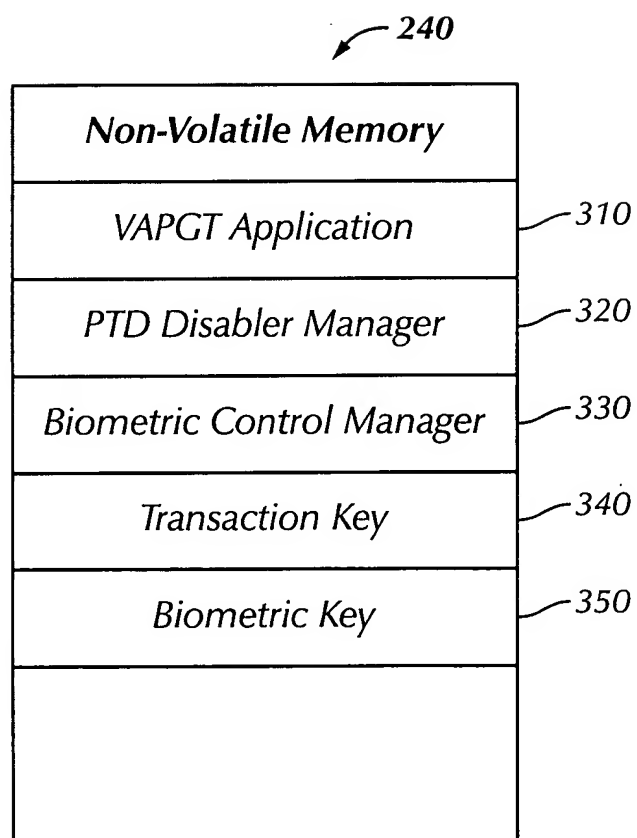 240
Non-Volatile Memory
VAPGT Application 310
PTD Disabler Manager 320
Biometric Control Manager 330
Transaction Key 340
Biometric Key 350